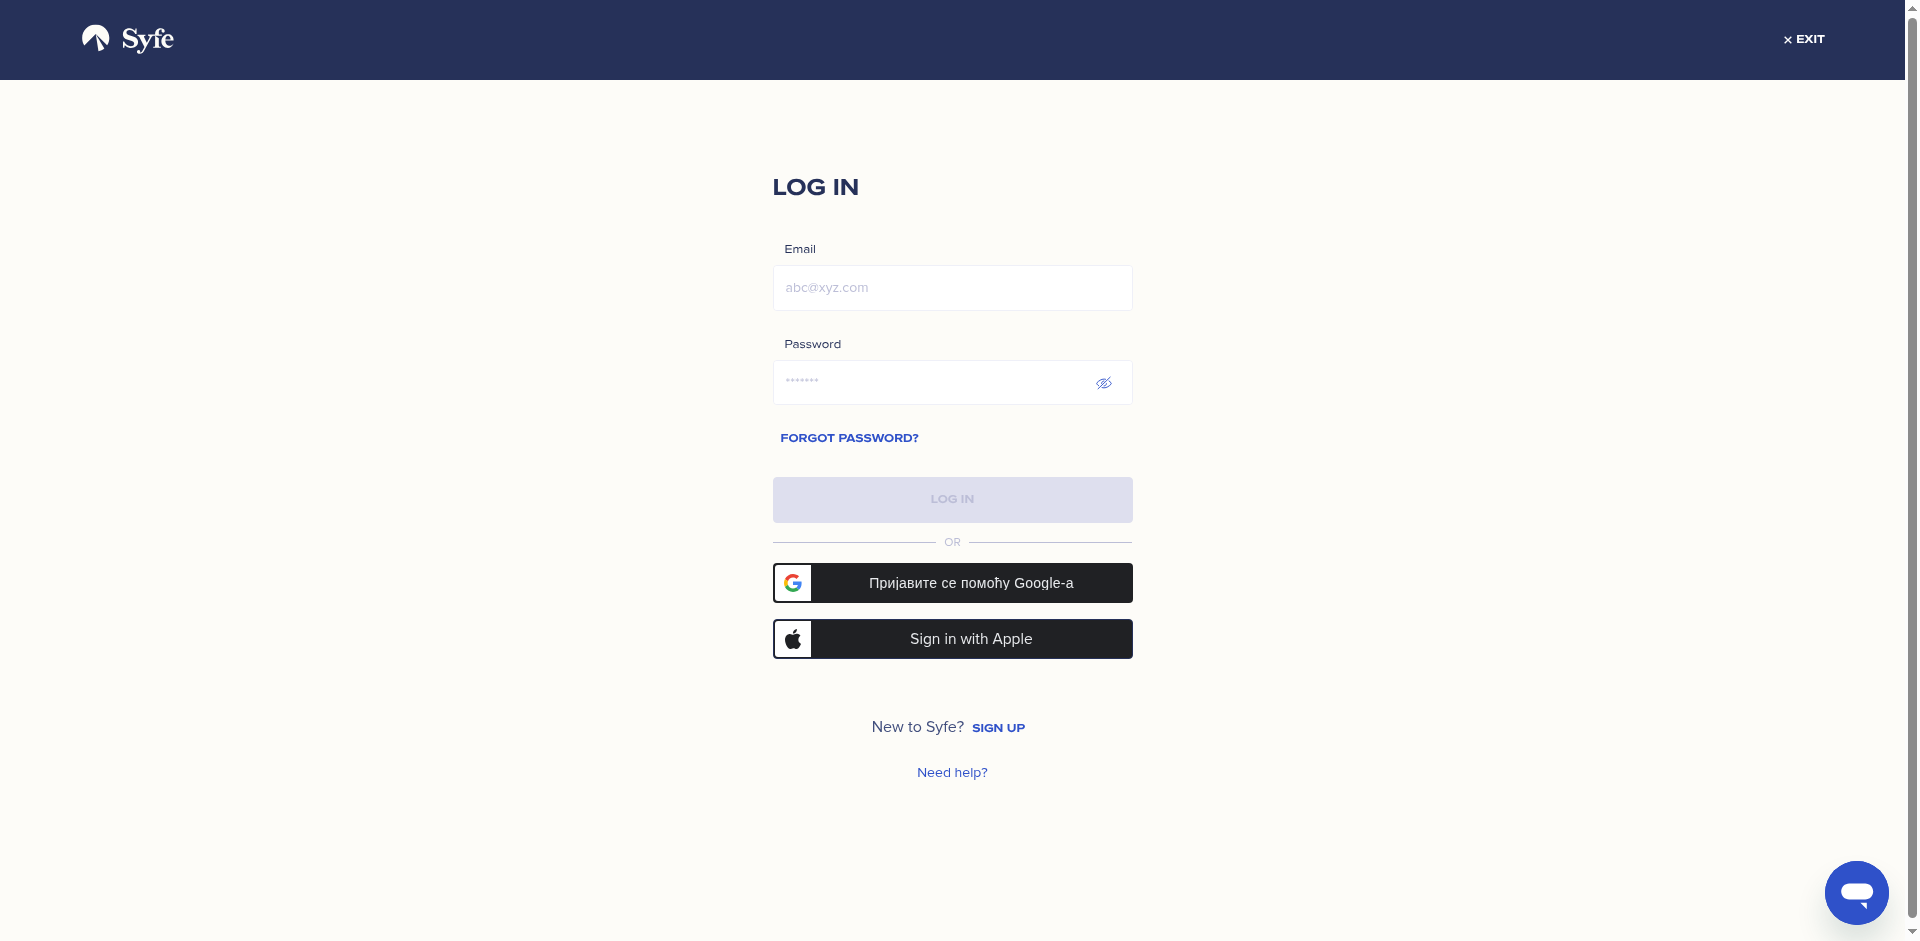 Syfe
× EXIT
LOG IN
Email
abc@xyz.com
Password
*******
FORGOT PASSWORD?
LOG IN
OR
Пријавите се помоћу Google-а
Sign in with Apple
New to Syfe? SIGN UP
Need help?